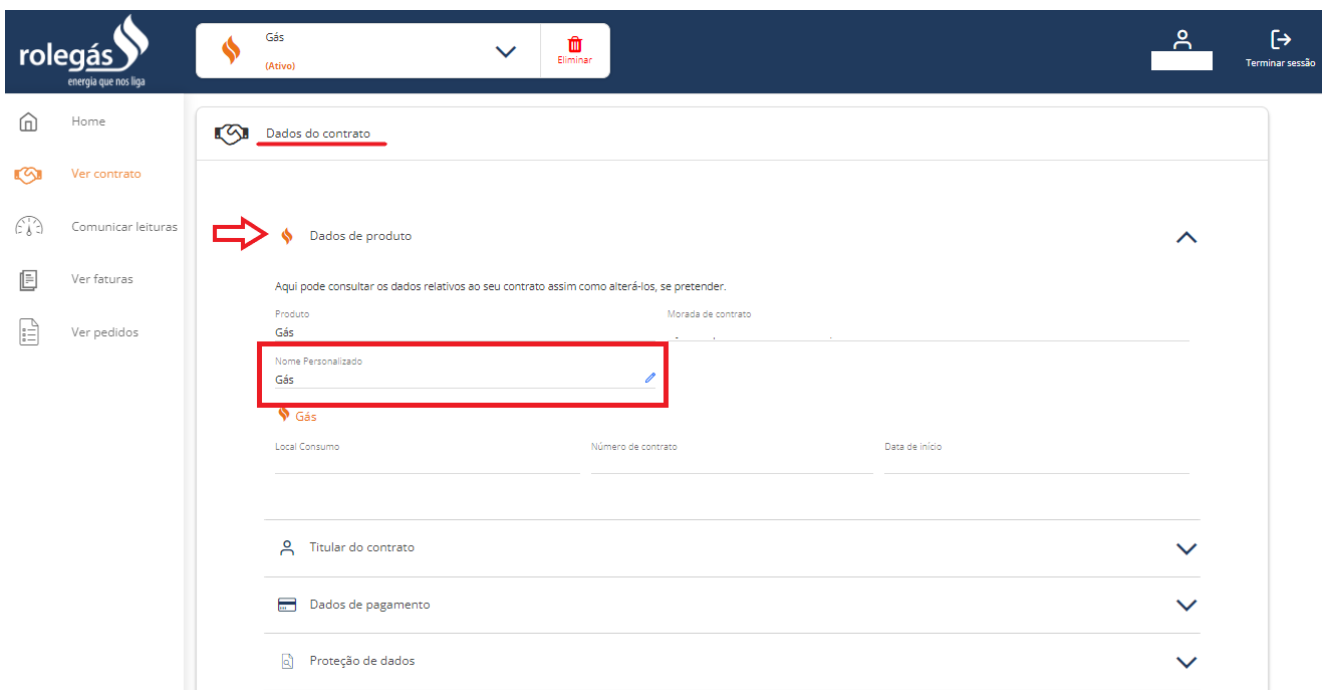 rolegás
energia que nos liga
Gás
(Ativo)
Eliminar
Terminar sessão
Home
Ver contrato
Comunicar leituras
Ver faturas
Ver pedidos
Dados do contrato
Dados de produto
Aqui pode consultar os dados relativos ao seu contrato assim como alterá-los, se pretender.
Produto
Morada de contrato
Gás
Nome Personalizado
Gás
Gás
Local Consumo
Número de contrato
Data de início
Titular do contrato
Dados de pagamento
Proteção de dados